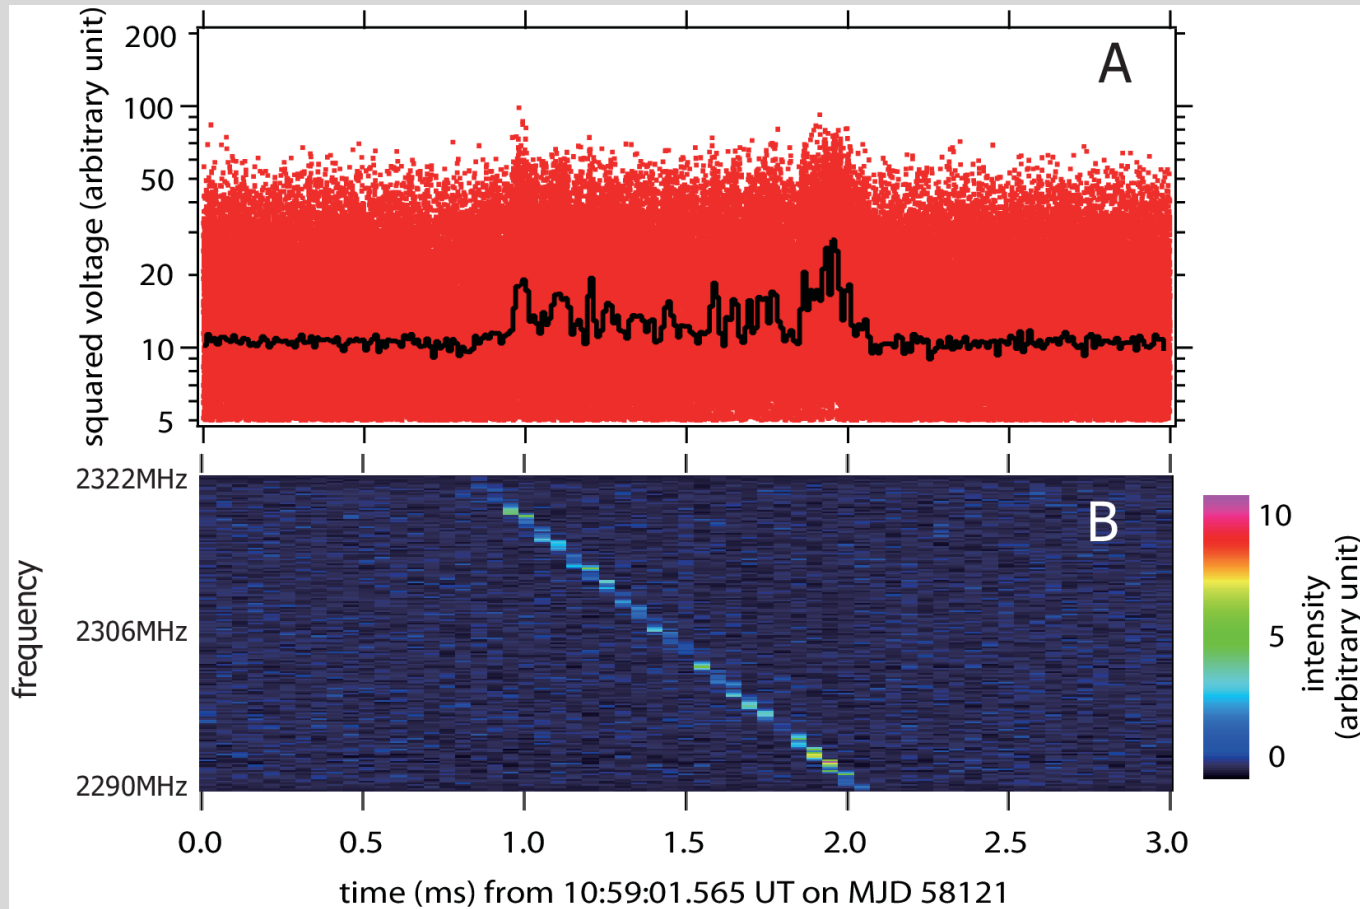 squared voltage (arbitrary unit)
200
100
50
20
10
5
A
frequency
2322MHz
2306MHz
2290MHz
B
10
5
0
intensity
(arbitrary unit)
0.0 0.5 1.0 1.5 2.0 2.5 3.0
time (ms) from 10:59:01.565 UT on MJD 58121